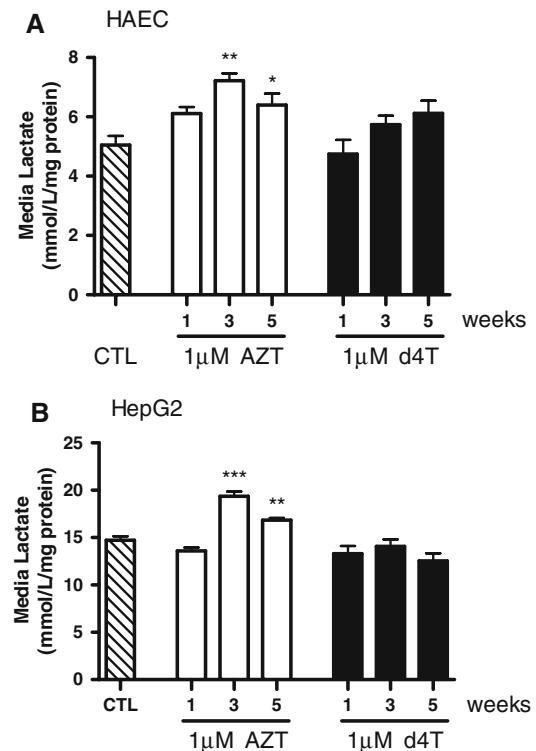 A HAEC
Media Lactate
(mmol/L/mg protein)
8
6
4
2
0
** *
1 3 5 1 3 5 weeks
CTL 1μM AZT 1μM d4T
B HepG2
Media Lactate
(mmol/L/mg protein)
25
20
15
10
5
0
*** **
CTL 1 3 5 1 3 5 weeks
1μM AZT 1μM d4T